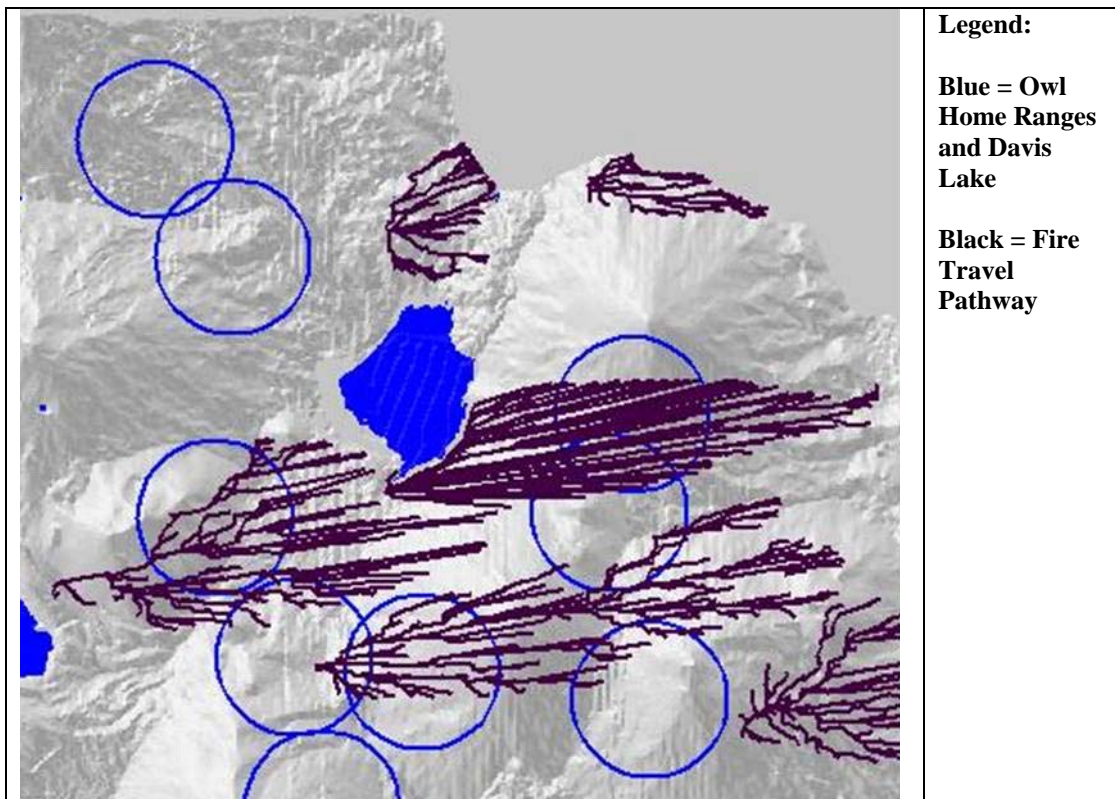 Legend:
Blue = Owl
Home Ranges
and Davis
Lake
Black = Fire
Travel
Pathway